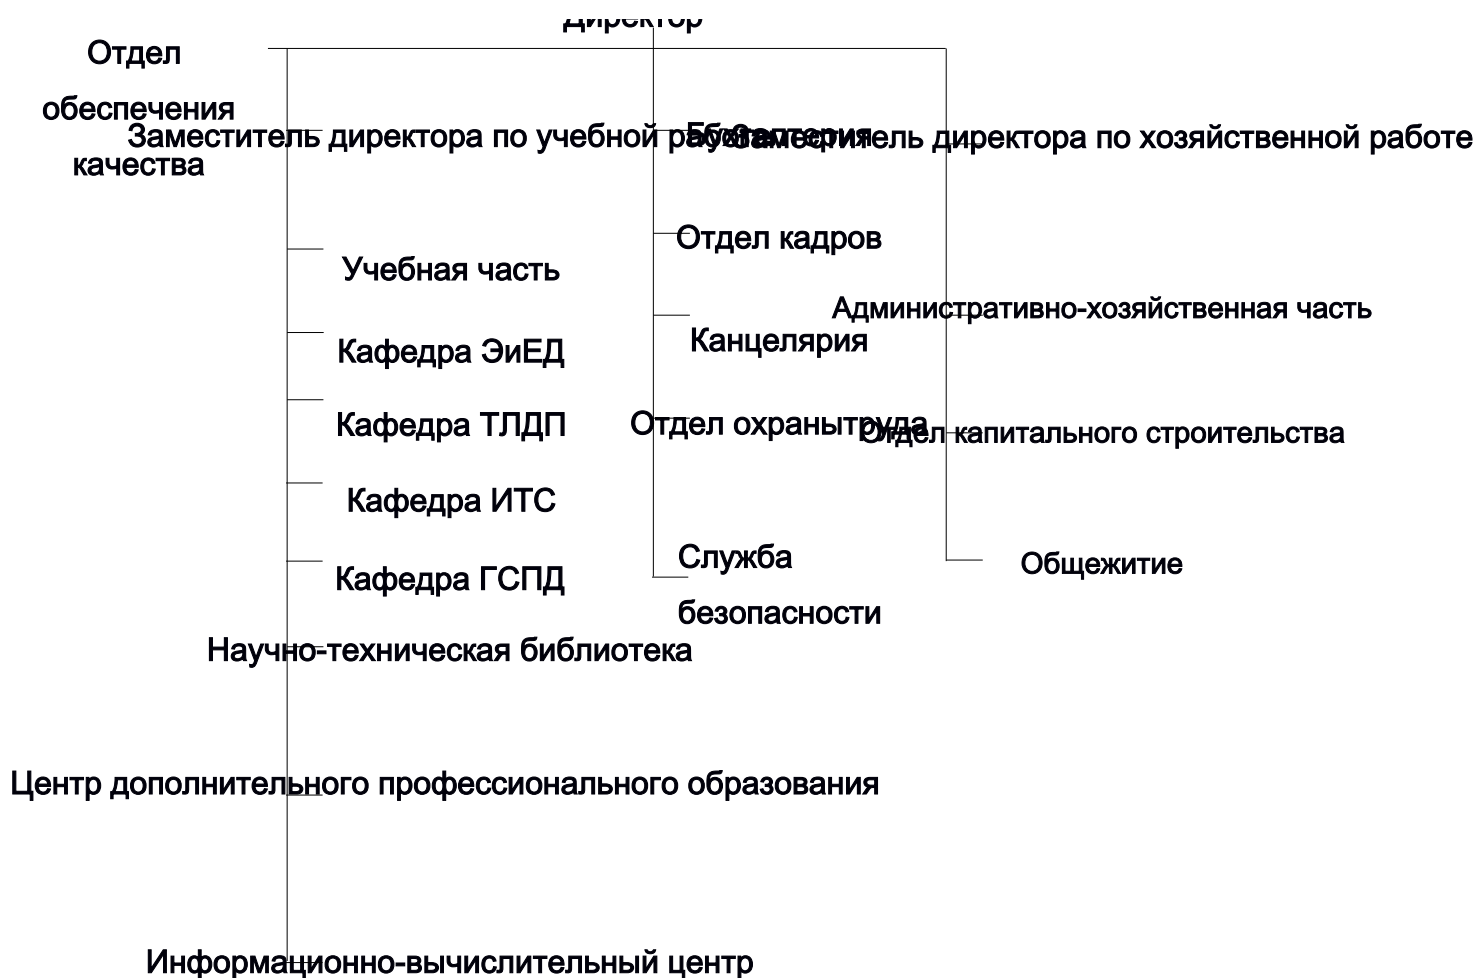 Директор
Отдел
обеспечения
качества
Заместитель директора по учебной работе
Бухгалтерия
Заместитель директора по хозяйственной работе
Отдел кадров
Учебная часть
Административно-хозяйственная часть
Канцелярия
Кафедра ЭиЕД
Кафедра ТЛДП
Отдел охранытруда
Отдел капитального строительства
Кафедра ИТС
Кафедра ГСПД
Служба
безопасности
Общежитие
Научно-техническая библиотека
Центр дополнительного профессионального образования
Информационно-вычислительный центр